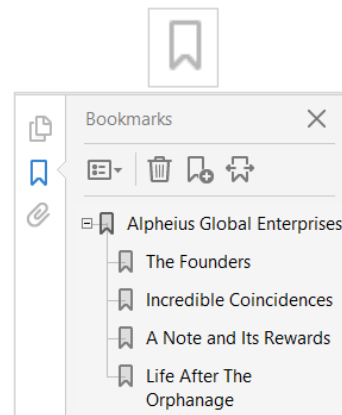 Bookmarks
Alpheius Global Enterprises
The Founders
Incredible Coincidences
A Note and Its Rewards
Life After The
Orphanage